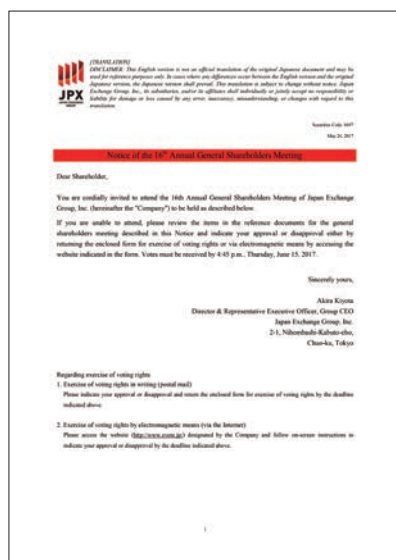 [TRANSLATION]
DISCLAIMER: This English version is not an official translation of the original Japanese document and may be
used for reference purposes only. In cases where any differences occur between the English version and the original
Japanese version, the Japanese version shall prevail. This translation is subject to change without notice. Japan
Exchange Group, Inc., its subsidiaries, and/or its affiliates shall individually or jointly accept no responsibility or
liability for damage or loss caused by any error, inaccuracy, misunderstanding, or changes with regard to this
translation.
JPX
JAPAN EXCHANGE
GROUP
Securities Code: 8697
May 24, 2017
Notice of the 16th Annual General Shareholders Meeting
Dear Shareholder,
You are cordially invited to attend the 16th Annual General Shareholders Meeting of Japan Exchange
Group, Inc. (hereinafter the "Company") to be held as described below.
If you are unable to attend, please review the items in the reference documents for the general
shareholders meeting described in this Notice and indicate your approval or disapproval either by
returning the enclosed form for exercise of voting rights or via electromagnetic means by accessing the
website indicated in the form. Votes must be received by 4:45 p.m., Thursday, June 15, 2017.
Sincerely yours,
Akira Kiyota
Director & Representative Executive Officer, Group CEO
Japan Exchange Group, Inc.
2-1, Nihombashi-Kabuto-cho,
Chuo-ku, Tokyo
Regarding exercise of voting rights
1. Exercise of voting rights in writing (postal mail)
Please indicate your approval or disapproval and return the enclosed form for exercise of voting rights by the deadline
indicated above.
2. Exercise of voting rights by electromagnetic means (via the Internet)
Please access the website (http://www.evote.jp/) designated by the Company and follow on-screen instructions to
indicate your approval or disapproval by the deadline indicated above.
1